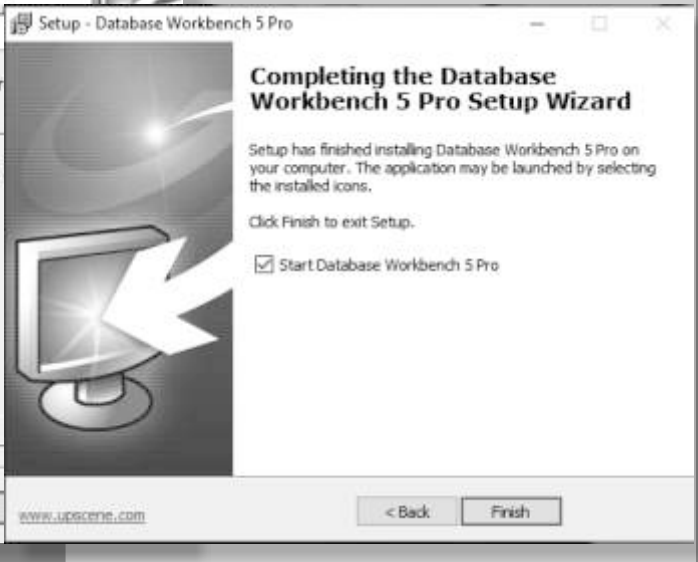 Setup - Database Workbench 5 Pro
Completing the Database
Workbench 5 Pro Setup Wizard
Setup has finished installing Database Workbench 5 Pro on
your computer. The application may be launched by selecting
the installed icons.
Click Finish to exit Setup.
Start Database Workbench 5 Pro
www.upscene.com
< Back
Finish